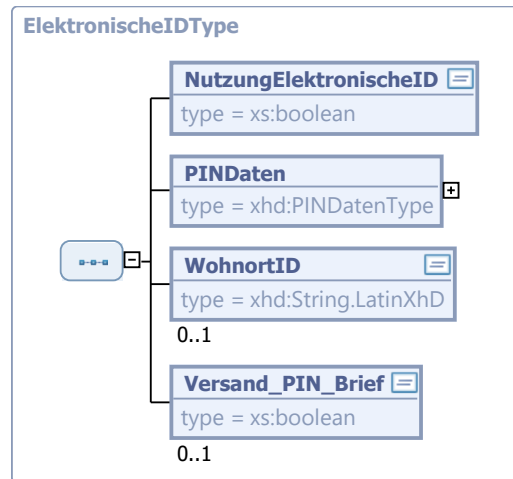 ElektronischeIDType
NutzungElektronischeID
type = xs:boolean
PINDaten
type = xhd:PINDatenType
WohnortID
type = xhd:String.LatinXhD
0..1
Versand_PIN_Brief
type = xs:boolean
0..1